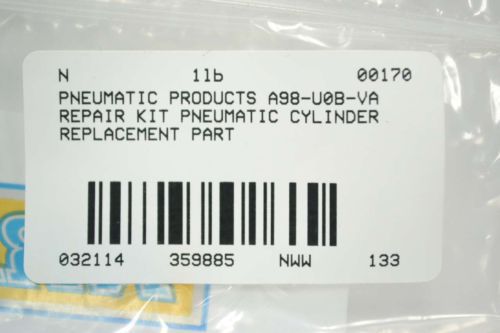 N 1lb 00170
PNEUMATIC PRODUCTS A98-U0B-VA
REPAIR KIT PNEUMATIC CYLINDER
REPLACEMENT PART
032114 359885 NWW 133